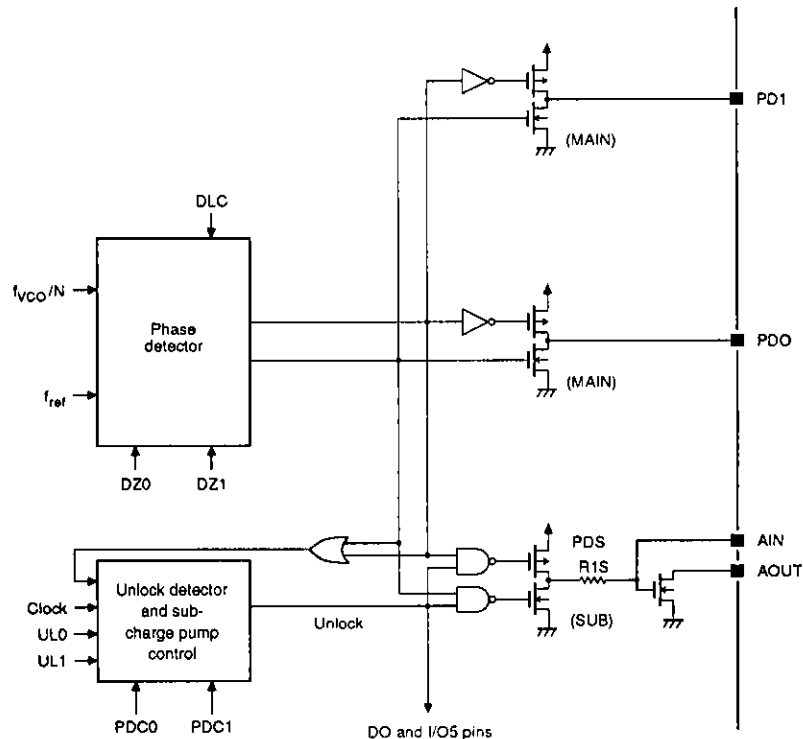 PD1
(MAIN)
DLC
fVCO/N
Phase
detector
PDO
(MAIN)
fref
DZ0
DZ1
AIN
PDS
R1S
AOUT
Unlock detector
and sub-
charge pump
control
Clock
UL0
UL1
Unlock
(SUB)
PDC0
PDC1
DO and I/O5 pins